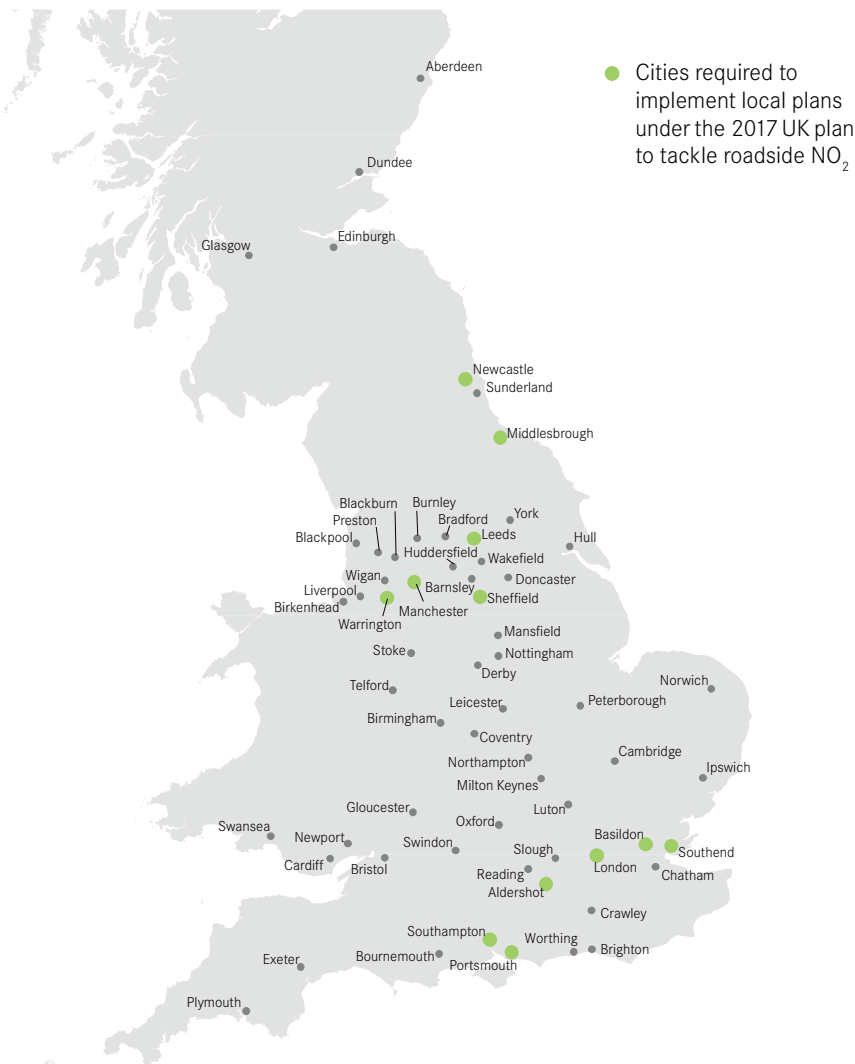 Aberdeen
Cities required to
implement local plans
under the 2017 UK plan
to tackle roadside NO₂
Dundee
Edinburgh
Glasgow
Newcastle
Sunderland
Middlesbrough
Blackburn
Burnley
Preston
Bradford
York
Blackpool
Leeds
Hull
Huddersfield
Wakefield
Wigan
Barnsley
Doncaster
Liverpool
Sheffield
Birkenhead
Manchester
Warrington
Mansfield
Stoke
Nottingham
Derby
Telford
Norwich
Leicester
Peterborough
Birmingham
Coventry
Cambridge
Northampton
Ipswich
Milton Keynes
Gloucester
Luton
Oxford
Swansea
Basildon
Newport
Swindon
Slough
Southend
Cardiff
Bristol
London
Reading
Chatham
Aldershot
Crawley
Southampton
Worthing
Brighton
Bournemouth
Exeter
Portsmouth
Plymouth